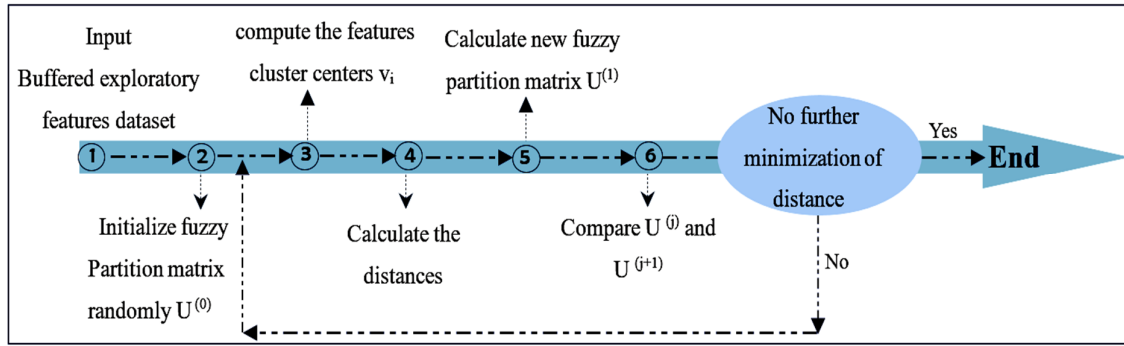 Input
Buffered exploratory
features dataset
compute the features
cluster centers vᵢ
Calculate new fuzzy
partition matrix U⁽¹⁾
1
2
3
4
5
6
No further
minimization of
distance
Yes
End
Initialize fuzzy
Partition matrix
randomly U⁽⁰⁾
Calculate the
distances
Compare U ⁽ʲ⁾ and
U ⁽ʲ⁺¹⁾
No